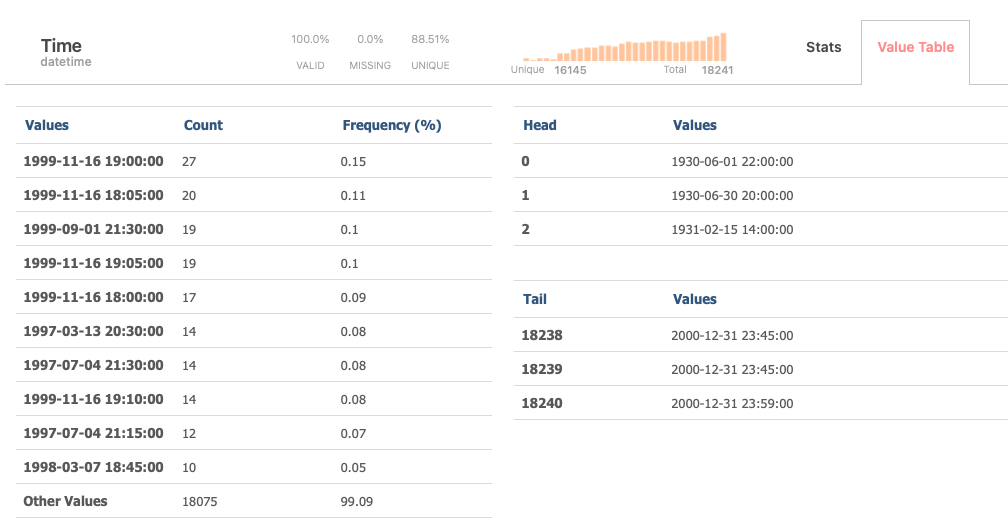 Time
datetime
100.0% 0.0% 88.51%
VALID MISSING UNIQUE
Unique 16145 Total 18241
Stats Value Table
Values Count Frequency (%)
1999-11-16 19:00:00 27 0.15
1999-11-16 18:05:00 20 0.11
1999-09-01 21:30:00 19 0.1
1999-11-16 19:05:00 19 0.1
1999-11-16 18:00:00 17 0.09
1997-03-13 20:30:00 14 0.08
1997-07-04 21:30:00 14 0.08
1999-11-16 19:10:00 14 0.08
1997-07-04 21:15:00 12 0.07
1998-03-07 18:45:00 10 0.05
Other Values 18075 99.09
Head Values
0 1930-06-01 22:00:00
1 1930-06-30 20:00:00
2 1931-02-15 14:00:00
Tail Values
18238 2000-12-31 23:45:00
18239 2000-12-31 23:45:00
18240 2000-12-31 23:59:00